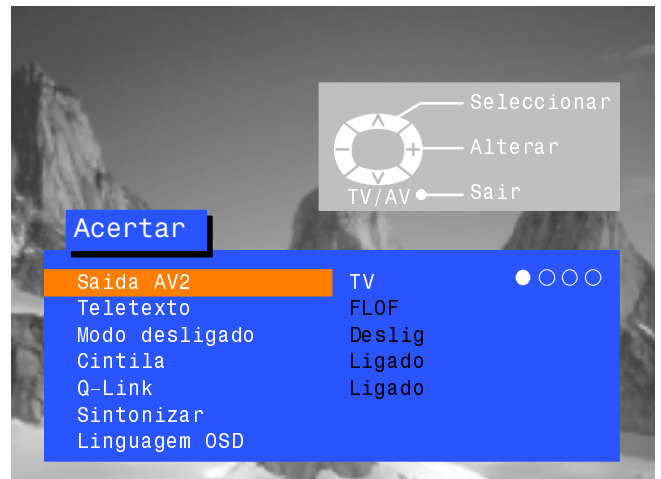 Seleccionar
Alterar
TV/AV Sair
Acertar
Saida AV2 TV
Teletexto FLOF
Modo desligado Deslig
Cintila Ligado
Q-Link Ligado
Sintonizar
Linguagem OSD